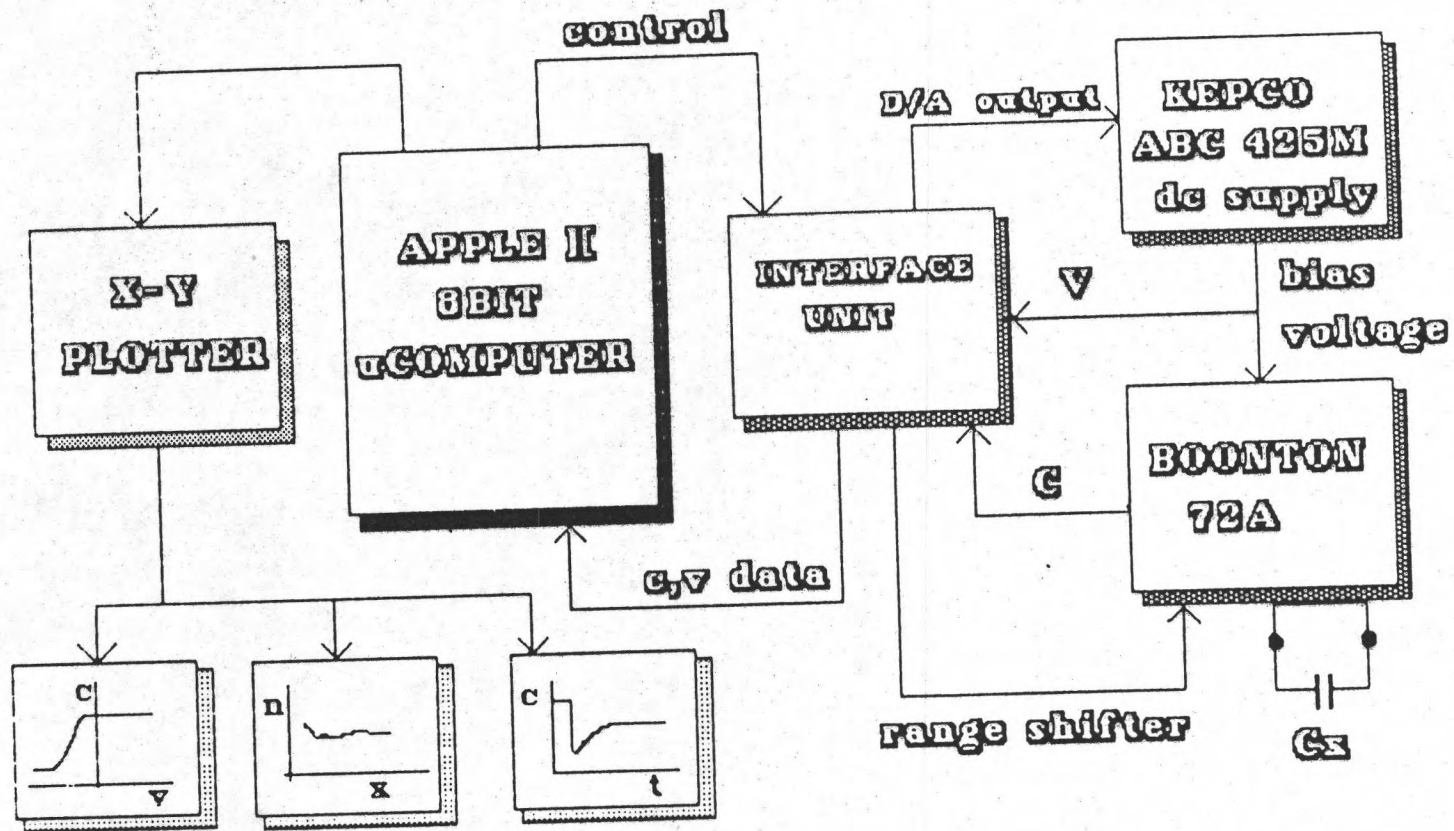 control
D/A output
KEPCO
ABC 425M
dc supply
X-Y
PLOTTER
APPLE II
8BIT
uCOMPUTER
INTERFACE
UNIT
V
bias
voltage
C
BOONTON
72A
c,v data
range shifter
Cx
C
v
n
x
C
t